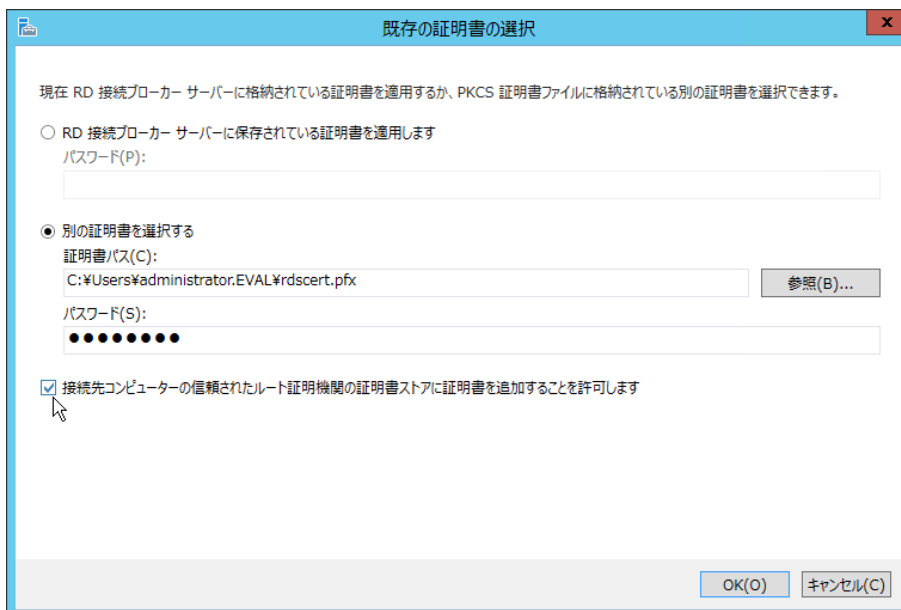 既存の証明書の選択
x
現在 RD 接続ブローカー サーバーに格納されている証明書を適用するか、PKCS 証明書ファイルに格納されている別の証明書を選択できます。
RD 接続ブローカー サーバーに保存されている証明書を適用します
パスワード(P):
別の証明書を選択する
証明書パス(C):
C:¥Users¥administrator.EVAL¥rdscert.pfx
参照(B)...
パスワード(S):
●●●●●●●●
接続先コンピューターの信頼されたルート証明機関の証明書ストアに証明書を追加することを許可します
OK(O)
キャンセル(C)